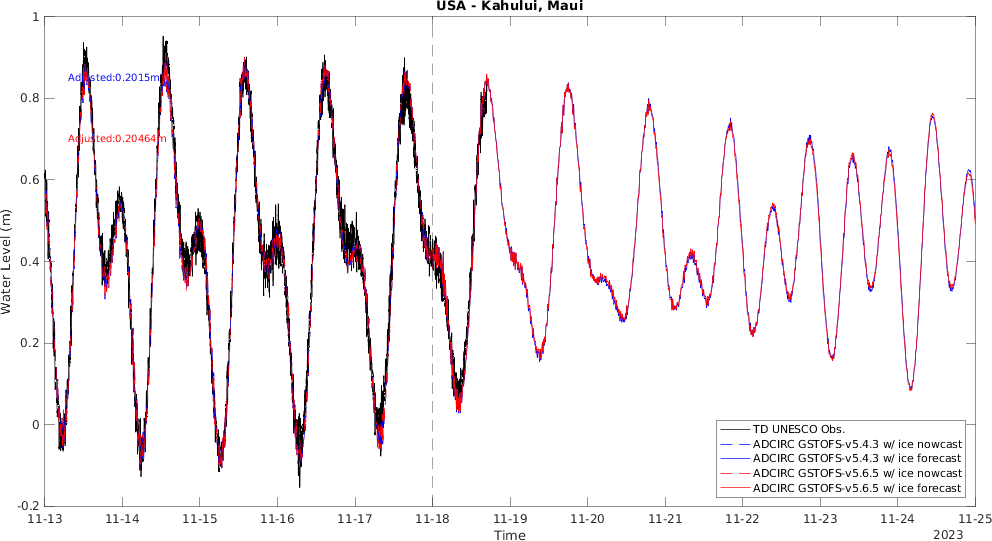 USA - Kahului, Maui
1
0.8
0.6
0.4
0.2
0
-0.2
Water Level (m)
Adjusted:0.2015m
Adjusted:0.20464m
TD UNESCO Obs.
ADCIRC GSTOFS-v5.4.3 w/ ice nowcast
ADCIRC GSTOFS-v5.4.3 w/ ice forecast
ADCIRC GSTOFS-v5.6.5 w/ ice nowcast
ADCIRC GSTOFS-v5.6.5 w/ ice forecast
11-13 11-14 11-15 11-16 11-17 11-18 11-19 11-20 11-21 11-22 11-23 11-24 11-25
Time
2023